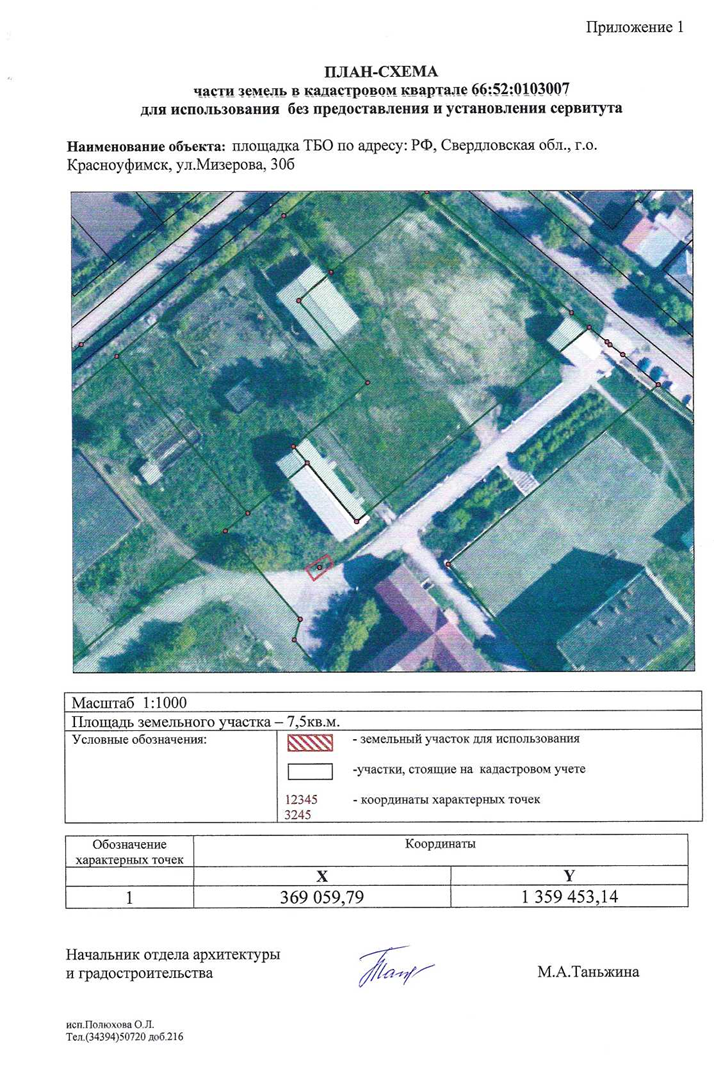 Приложение 1
ПЛАН-СХЕМА
части земель в кадастровом квартале 66:52:0103007
для использования без предоставления и установления сервитута
Наименование объекта: площадка ТБО по адресу: РФ, Свердловская обл., г.о.
Красноуфимск, ул.Мизерова, 30б
Масштаб 1:1000
Площадь земельного участка – 7,5кв.м.
Условные обозначения:
- земельный участок для использования
-участки, стоящие на кадастровом учете
12345
3245
- координаты характерных точек
Обозначение
характерных точек
Координаты
X
Y
1
369 059,79
1 359 453,14
Начальник отдела архитектуры
и градостроительства
М.А.Таньжина
исп.Полюхова О.Л.
Тел.(34394)50720 доб.216